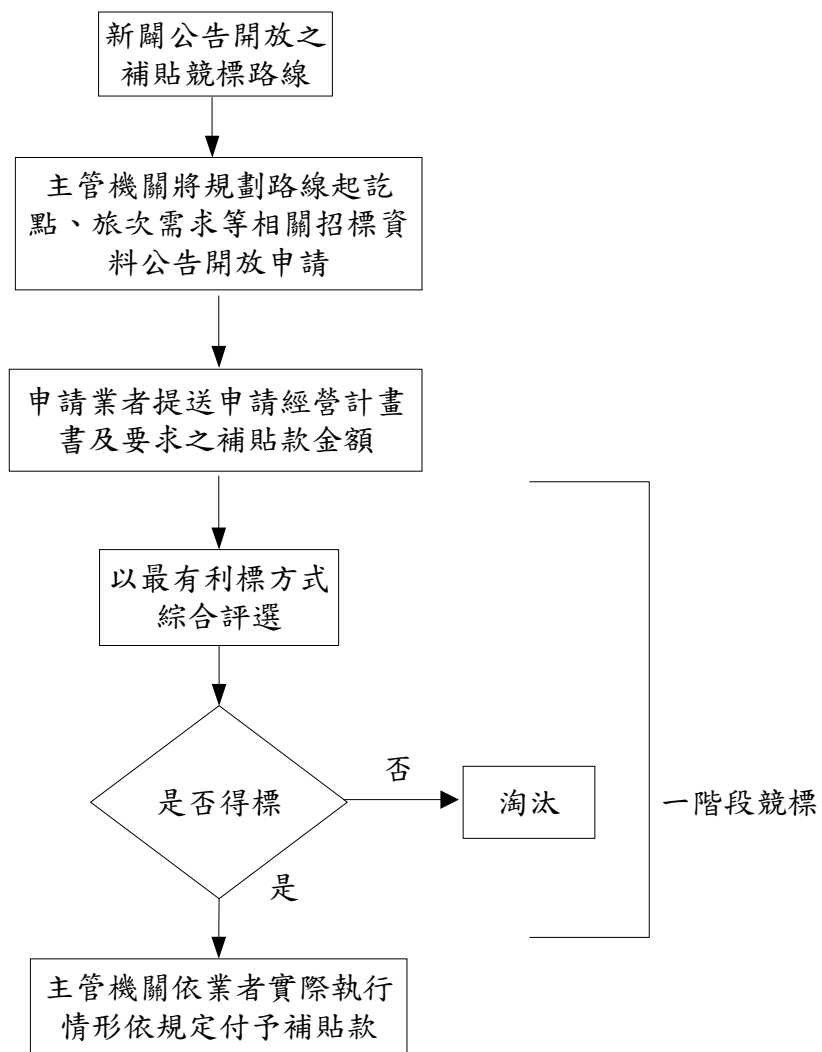 新闢公告開放之
補貼競標路線
主管機關將規劃路線起訖
點、旅次需求等相關招標資
料公告開放申請
申請業者提送申請經營計畫
書及要求之補貼款金額
以最有利標方式
綜合評選
是否得標
否
淘汰
一階段競標
是
主管機關依業者實際執行
情形依規定付予補貼款